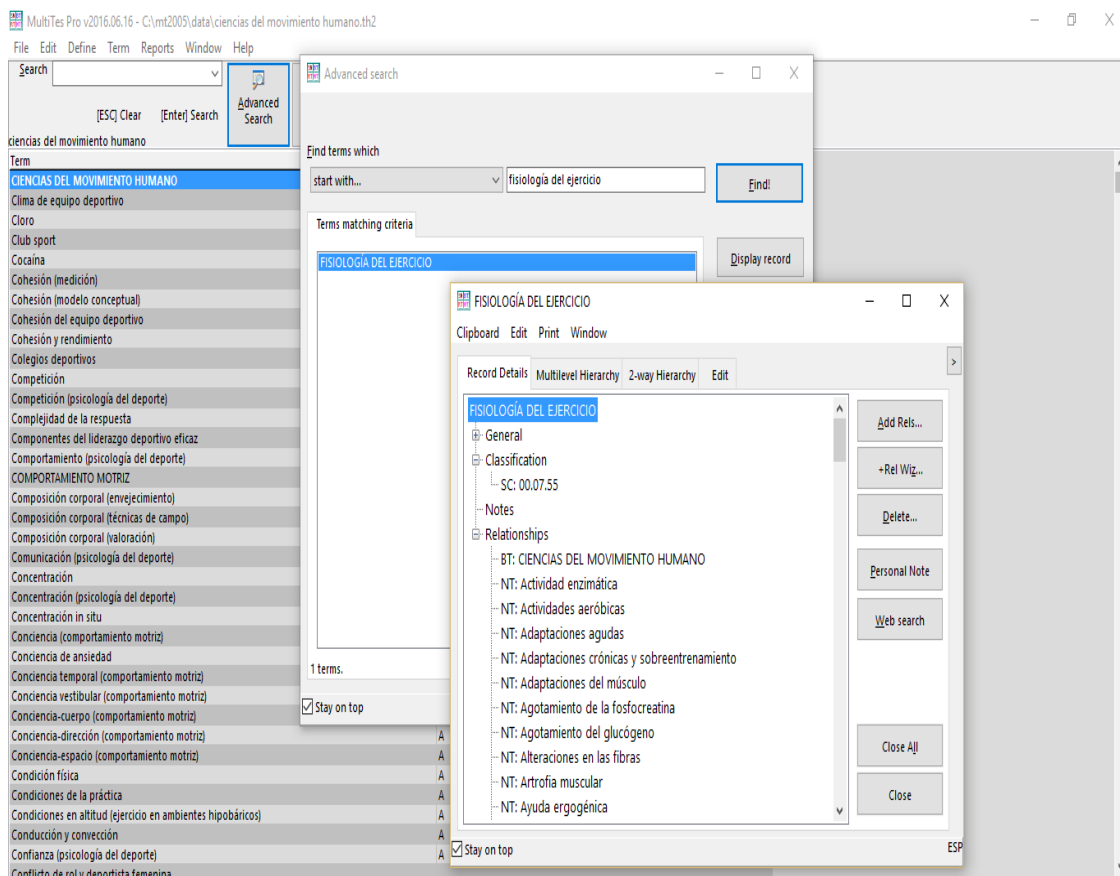 MultiTes Pro v2016.06.16 - C:\mt2005\data\ciencias del movimiento humano.th2
File Edit Define Term Reports Window Help
Search
[ESC] Clear [Enter] Search
Advanced Search
ciencias del movimiento humano
Term
CIENCIAS DEL MOVIMIENTO HUMANO
Clima de equipo deportivo
Cloro
Club sport
Cocaína
Cohesión (medición)
Cohesión (modelo conceptual)
Cohesión del equipo deportivo
Cohesión y rendimiento
Colegios deportivos
Competición
Competición (psicología del deporte)
Complejidad de la respuesta
Componentes del liderazgo deportivo eficaz
Comportamiento (psicología del deporte)
COMPORTAMIENTO MOTRIZ
Composición corporal (envejecimiento)
Composición corporal (técnicas de campo)
Composición corporal (valoración)
Comunicación (psicología del deporte)
Concentración
Concentración (psicología del deporte)
Concentración in situ
Conciencia (comportamiento motriz)
Conciencia de ansiedad
Conciencia temporal (comportamiento motriz)
Conciencia vestibular (comportamiento motriz)
Conciencia-cuerpo (comportamiento motriz)
Conciencia-dirección (comportamiento motriz) A
Conciencia-espacio (comportamiento motriz) A
Condición física A
Condiciones de la práctica A
Condiciones en altitud (ejercicio en ambientes hipobáricos) A
Conducción y convección A
Confianza (psicología del deporte) A
Conflicto de rol y deportista femenina
Advanced search
Find terms which
start with... fisiología del ejercicio Find!
Terms matching criteria
FISIOLOGÍA DEL EJERCICIO
Display record
1 terms.
Stay on top
FISIOLOGÍA DEL EJERCICIO
Clipboard Edit Print Window
Record Details Multilevel Hierarchy 2-way Hierarchy Edit >
FISIOLOGÍA DEL EJERCICIO
General
Classification
SC: 00.07.55
Notes
Relationships
BT: CIENCIAS DEL MOVIMIENTO HUMANO
NT: Actividad enzimática
NT: Actividades aeróbicas
NT: Adaptaciones agudas
NT: Adaptaciones crónicas y sobreentrenamiento
NT: Adaptaciones del músculo
NT: Agotamiento de la fosfocreatina
NT: Agotamiento del glucógeno
NT: Alteraciones en las fibras
NT: Artrofia muscular
NT: Ayuda ergogénica
Add Rels...
+Rel Wiz...
Delete...
Personal Note
Web search
Close All
Close
Stay on top ESP